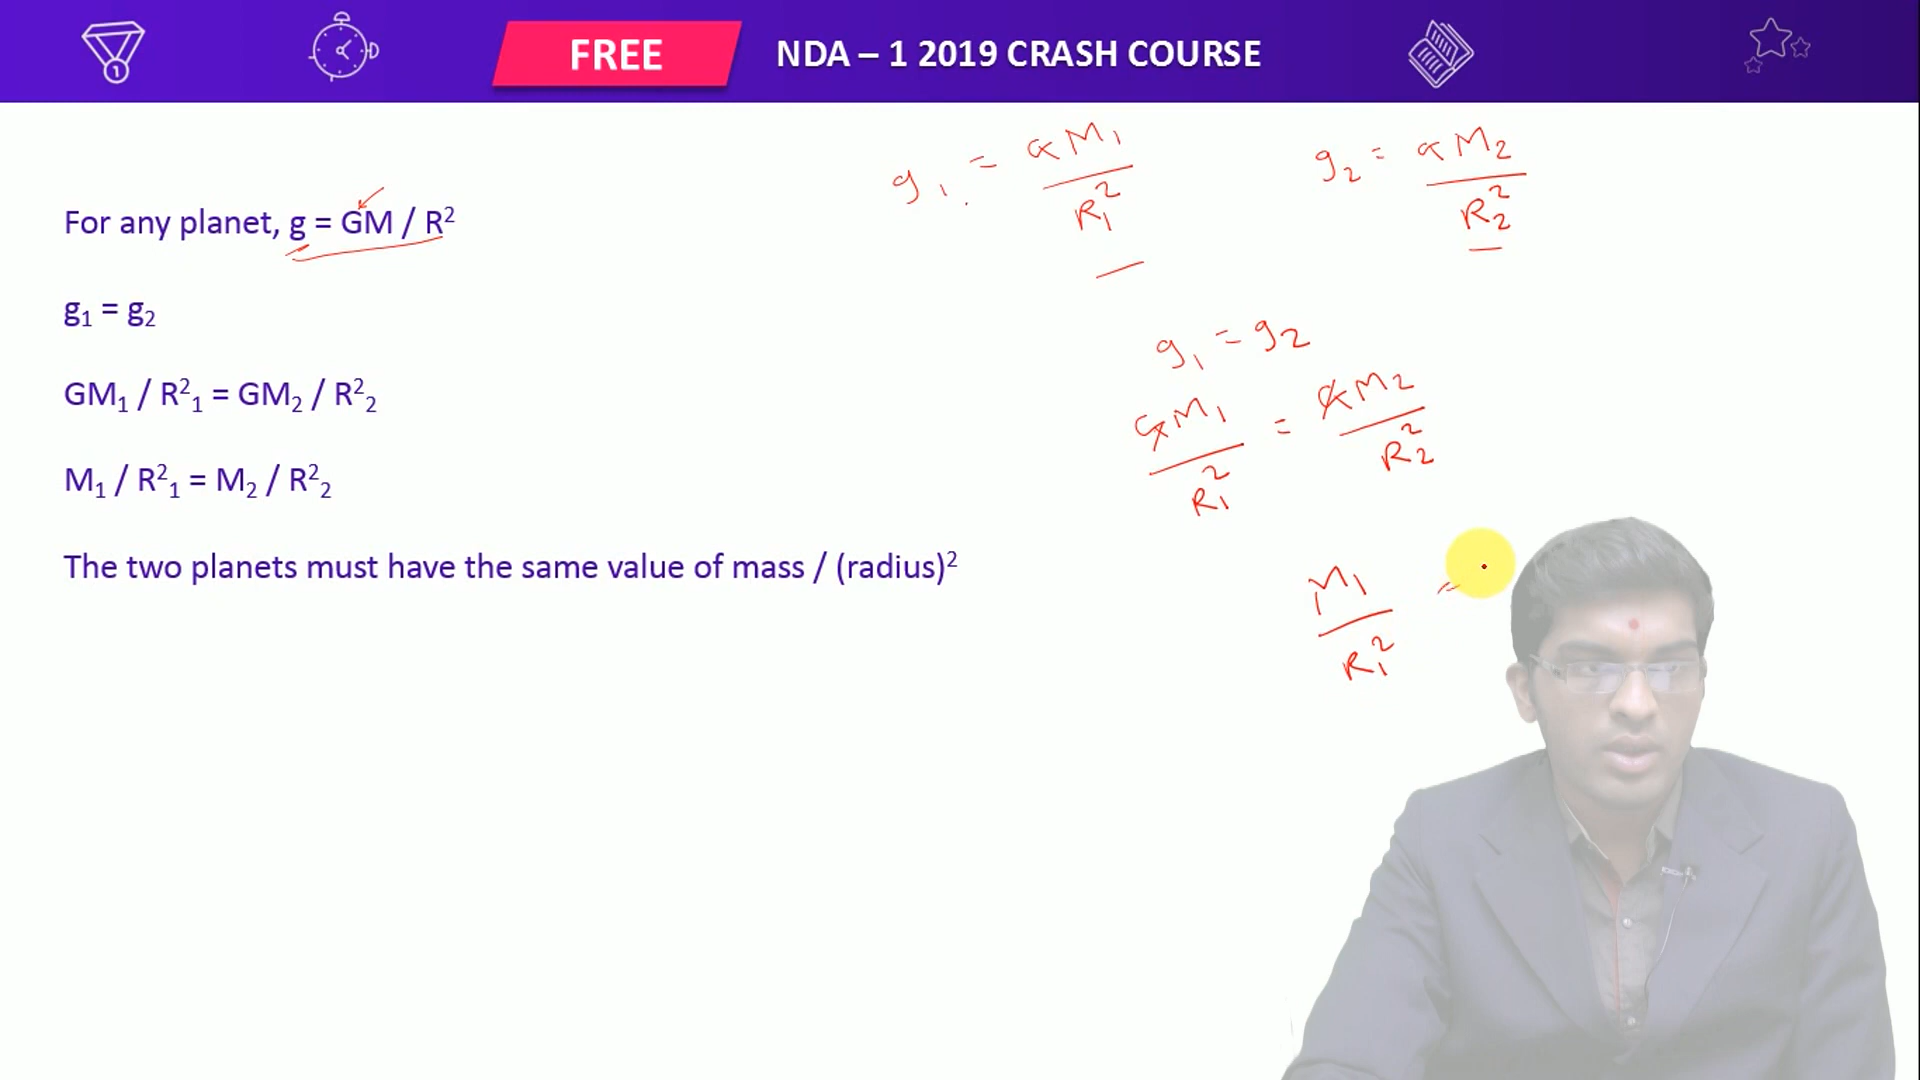 FREE NDA – 1 2019 CRASH COURSE
For any planet, g = GM / R²
g₁ = g₂
GM₁ / R²₁ = GM₂ / R²₂
M₁ / R²₁ = M₂ / R²₂
The two planets must have the same value of mass / (radius)²
g₁ = GM₁ / R₁²
g₂ = GM₂ / R₂²
g₁ = g₂
GM₁ / R₁² = GM₂ / R₂²
M₁ / R₁² =